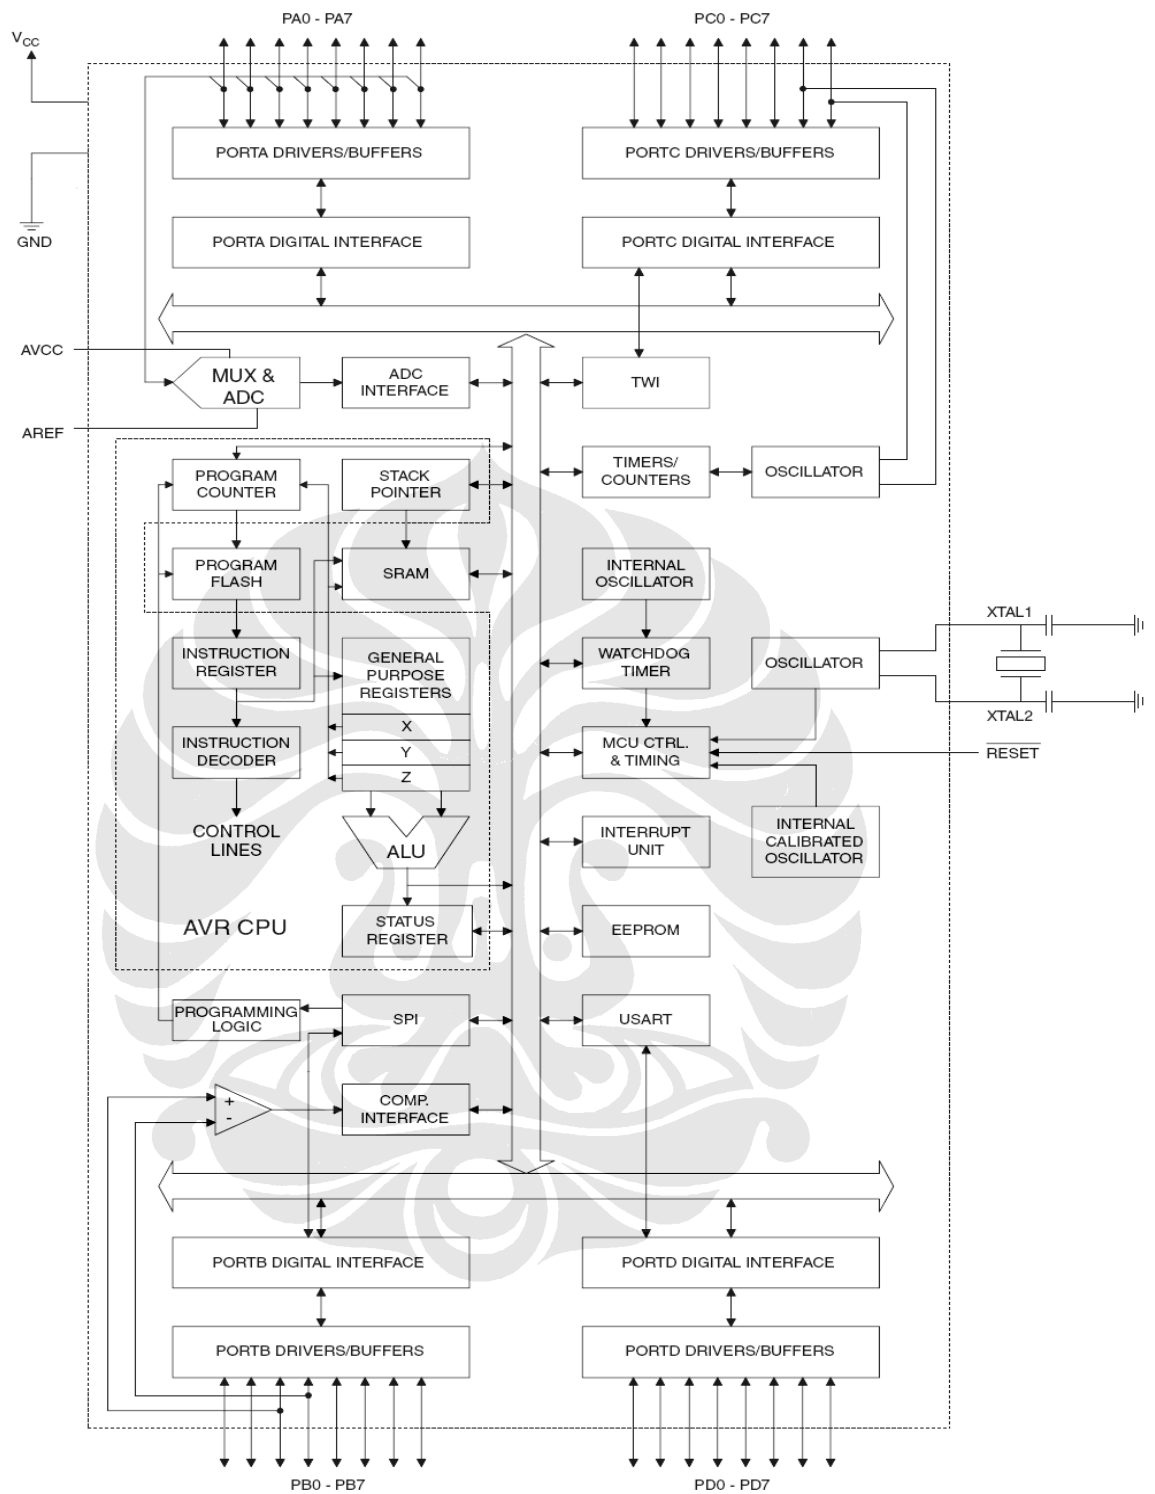 PA0 - PA7
PC0 - PC7
VCC
PORTA DRIVERS/BUFFERS
PORTC DRIVERS/BUFFERS
GND
PORTA DIGITAL INTERFACE
PORTC DIGITAL INTERFACE
AVCC
MUX &
ADC
ADC
INTERFACE
TWI
AREF
PROGRAM
COUNTER
STACK
POINTER
TIMERS/
COUNTERS
OSCILLATOR
PROGRAM
FLASH
SRAM
INTERNAL
OSCILLATOR
XTAL1
INSTRUCTION
REGISTER
GENERAL
PURPOSE
REGISTERS
WATCHDOG
TIMER
OSCILLATOR
XTAL2
X
INSTRUCTION
DECODER
Y
MCU CTRL.
& TIMING
RESET
Z
CONTROL
LINES
ALU
INTERRUPT
UNIT
INTERNAL
CALIBRATED
OSCILLATOR
AVR CPU
STATUS
REGISTER
EEPROM
PROGRAMMING
LOGIC
SPI
USART
+
-
COMP.
INTERFACE
PORTB DIGITAL INTERFACE
PORTD DIGITAL INTERFACE
PORTB DRIVERS/BUFFERS
PORTD DRIVERS/BUFFERS
PB0 - PB7
PD0 - PD7